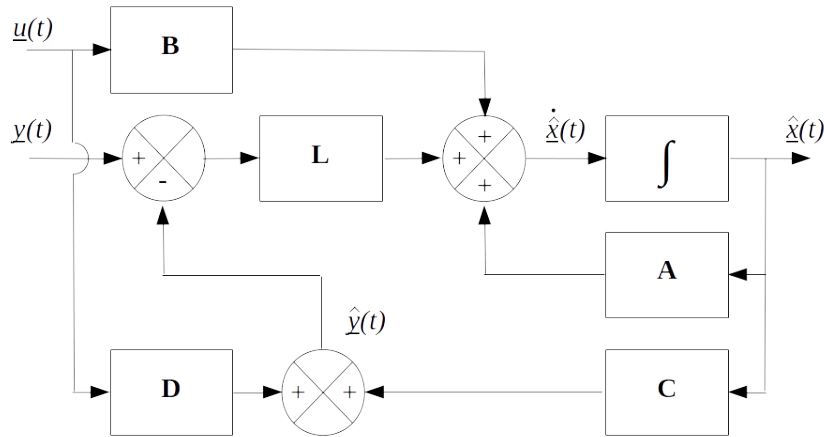 u(t)
B
y(t)
+
-
L
+
+
+
ẋ̂(t)
∫
x̂(t)
A
ŷ(t)
D
+
+
C